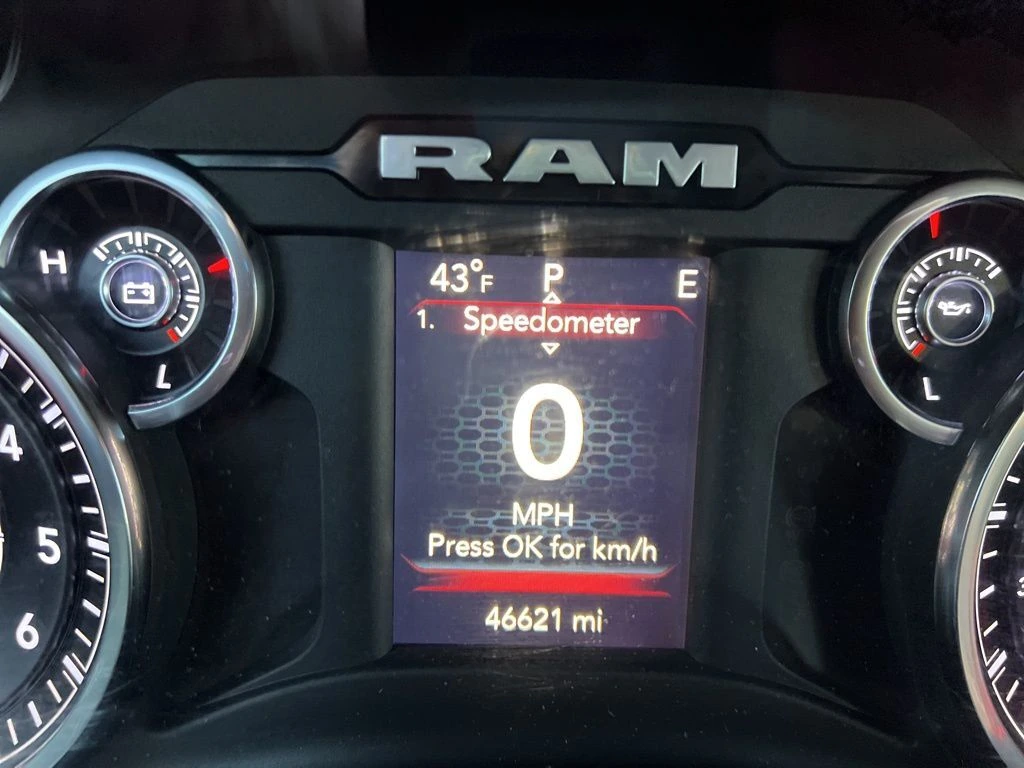 RAM
H
L
43°F P E
1. Speedometer
0
MPH
Press OK for km/h
46621 mi
L
4
5
6